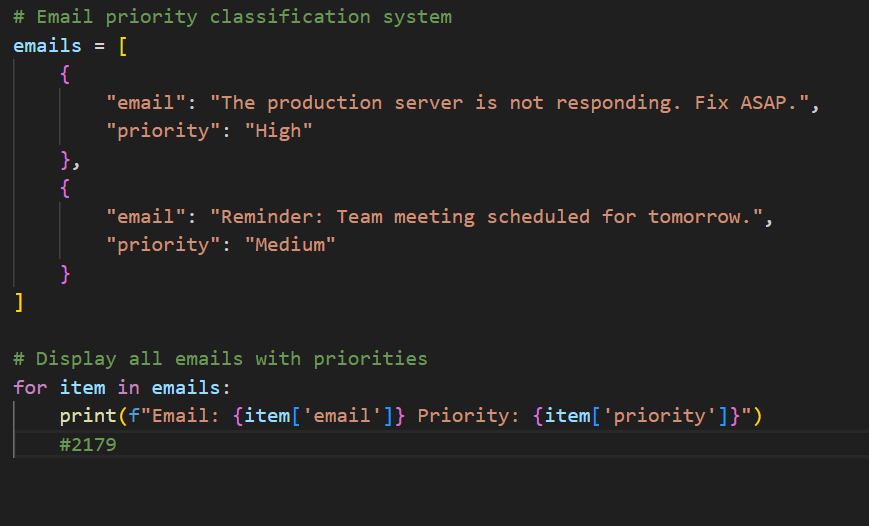 # Email priority classification system
emails = [
    {
        "email": "The production server is not responding. Fix ASAP.",
        "priority": "High"
    },
    {
        "email": "Reminder: Team meeting scheduled for tomorrow.",
        "priority": "Medium"
    }
]

# Display all emails with priorities
for item in emails:
    print(f"Email: {item['email']} Priority: {item['priority']}")
    #2179